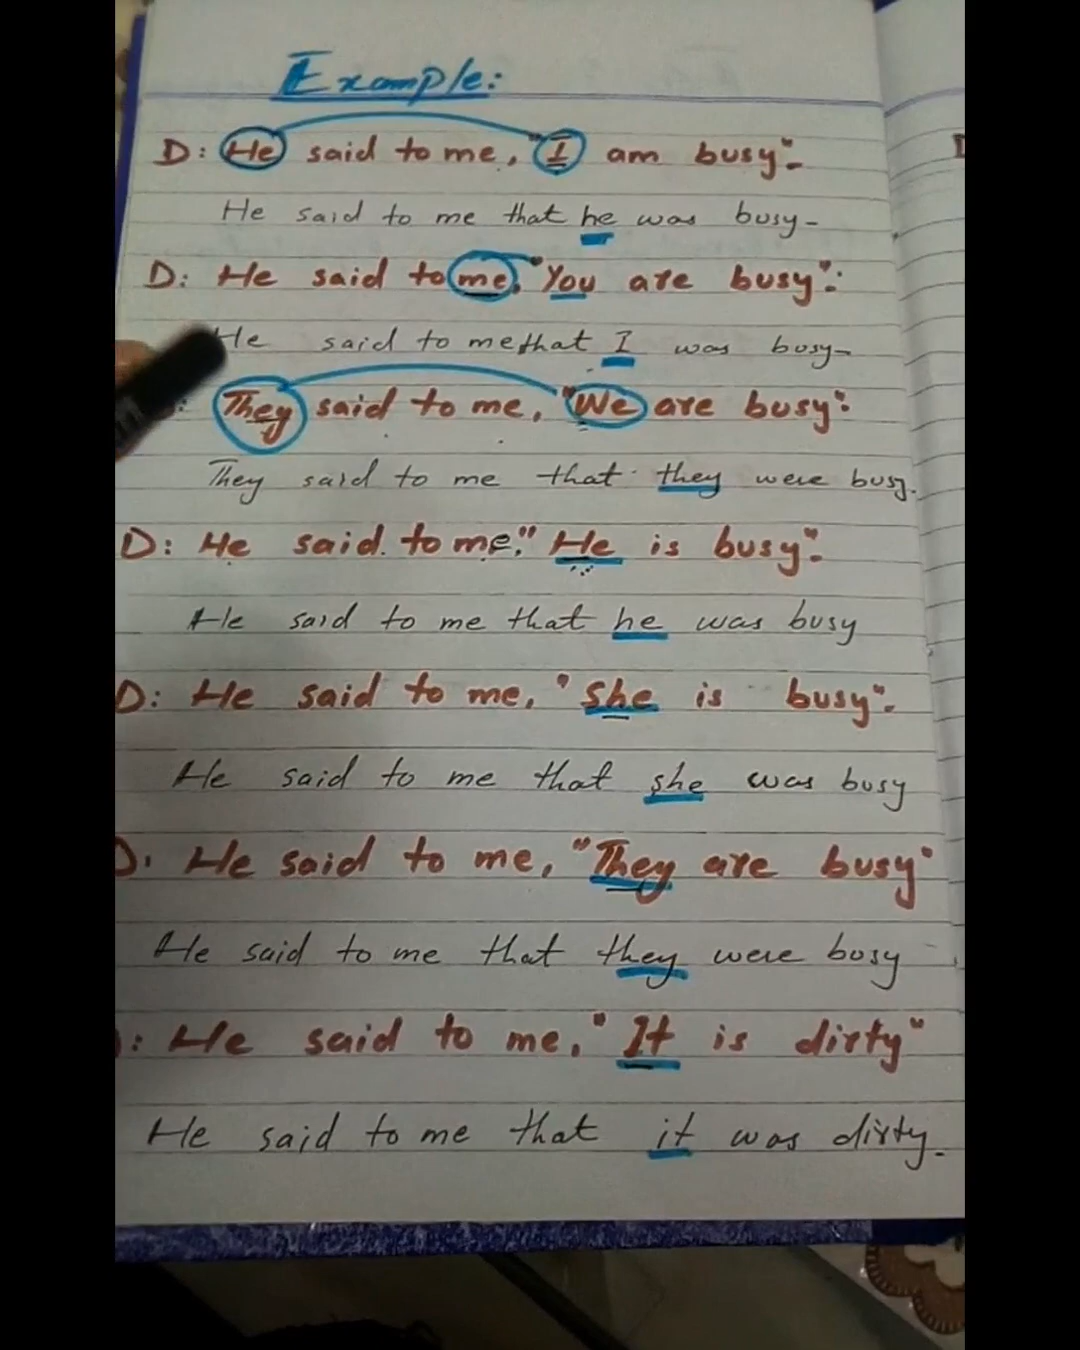 Example:
D: He said to me, "I am busy".
He said to me that he was busy.
D: He said to me, "You are busy".
He said to me that I was busy.
: They said to me, "We are busy".
They said to me that they were busy.
D: He said to me, "He is busy".
He said to me that he was busy
D: He said to me, "She is busy".
He said to me that she was busy
D: He said to me, "They are busy"
He said to me that they were busy
: He said to me, "It is dirty"
He said to me that it was dirty.